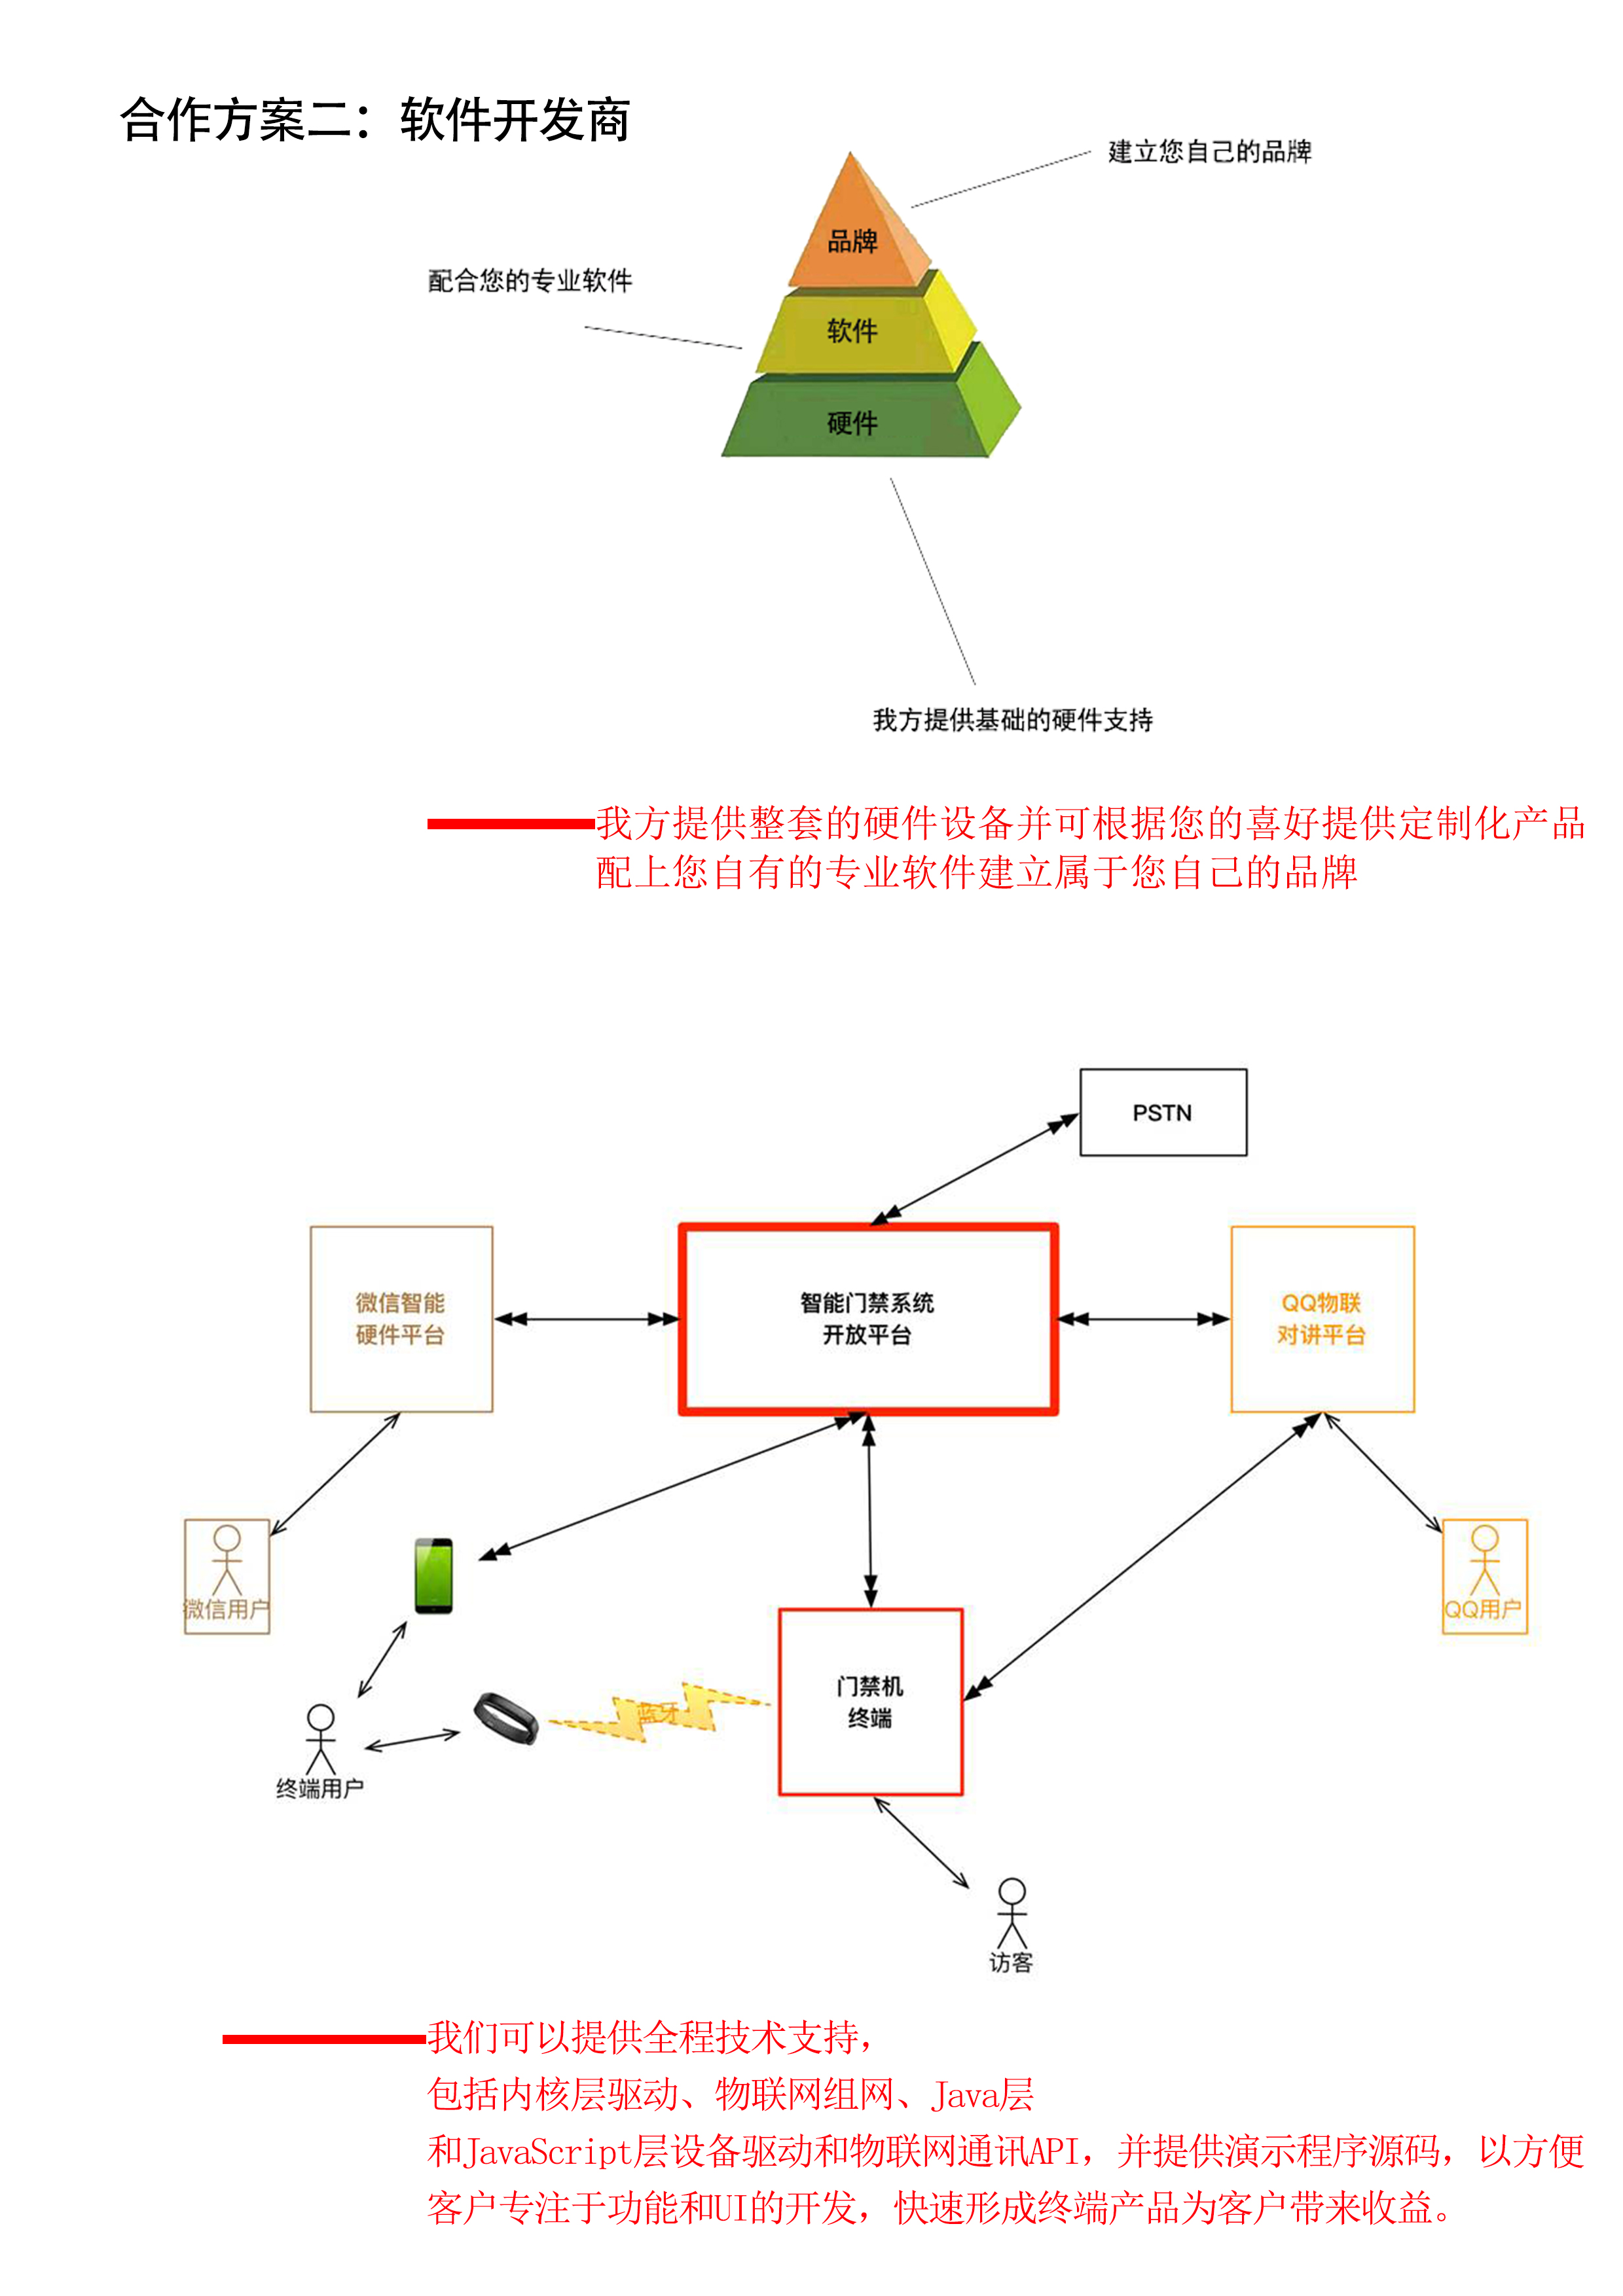 合作方案二：软件开发商
建立您自己的品牌
品牌
配合您的专业软件
软件
硬件
我方提供基础的硬件支持
我方提供整套的硬件设备并可根据您的喜好提供定制化产品
配上您自有的专业软件建立属于您自己的品牌
PSTN
微信智能
硬件平台
智能门禁系统
开放平台
QQ物联
对讲平台
微信用户
QQ用户
门禁机
终端
蓝牙
终端用户
访客
我们可以提供全程技术支持，
包括内核层驱动、物联网组网、Java层
和JavaScript层设备驱动和物联网通讯API，并提供演示程序源码，以方便
客户专注于功能和UI的开发，快速形成终端产品为客户带来收益。